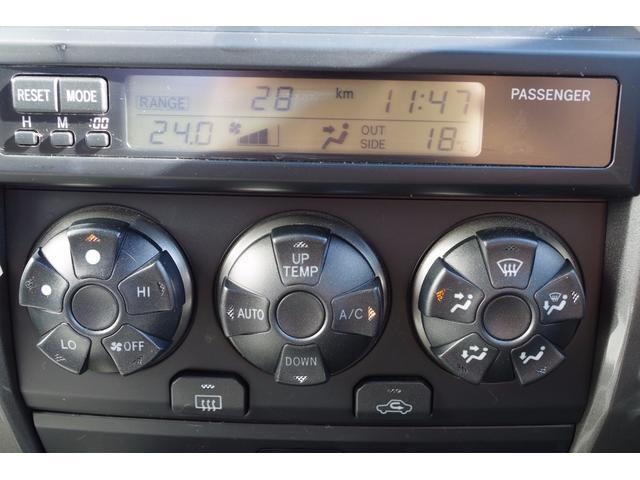 RESET MODE RANGE 28 km 11:47 PASSENGER
H M :00 24.0 OUT SIDE 18℃
UP TEMP
HI AUTO A/C
LO OFF DOWN